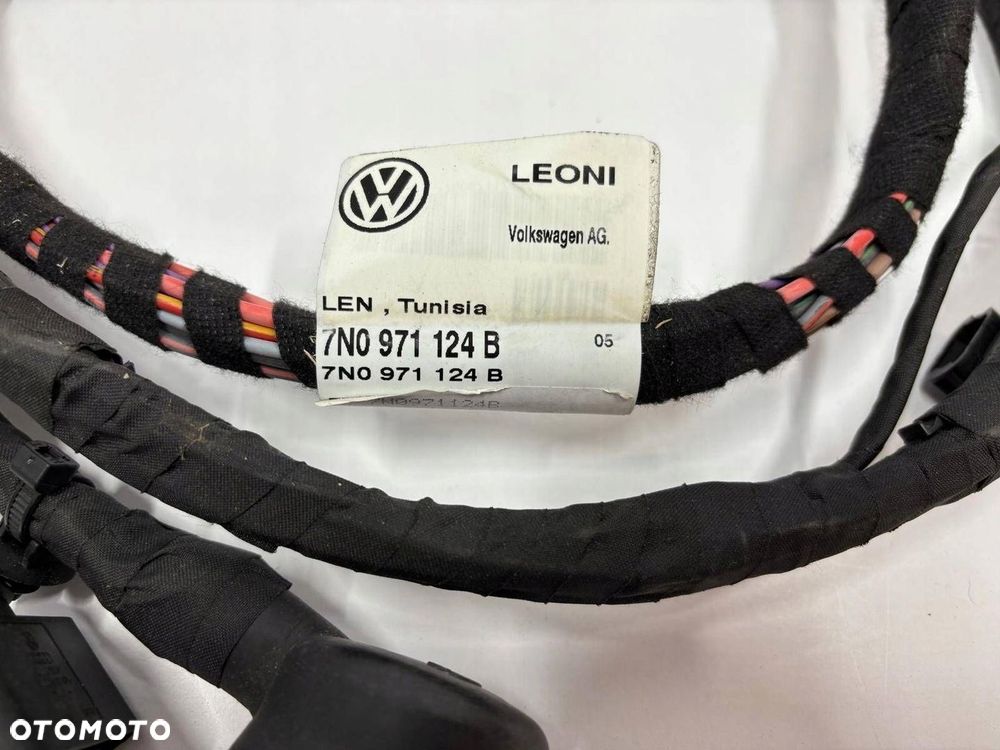 LEONI
Volkswagen AG.
LEN , Tunisia
7N0 971 124 B 05
7N0 971 124 B
OTOMOTO